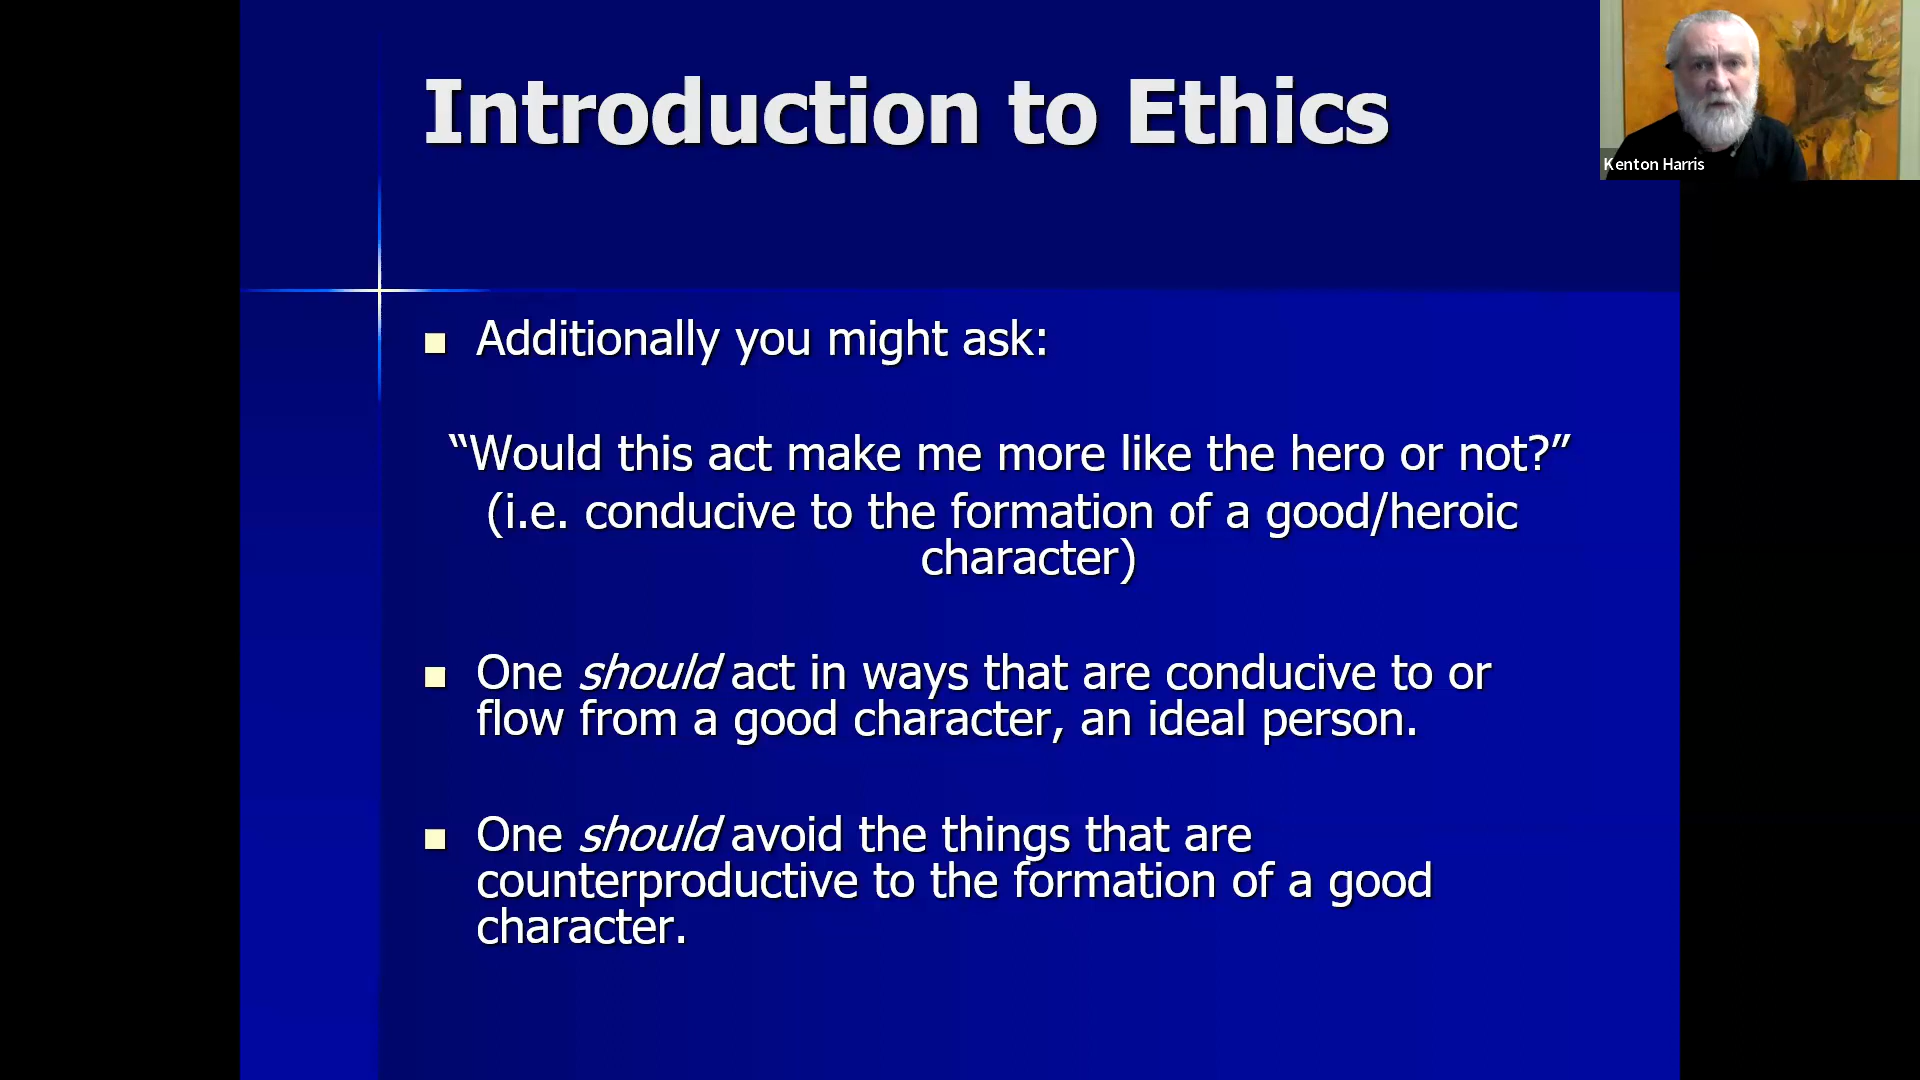 Introduction to Ethics
Kenton Harris
Additionally you might ask:
“Would this act make me more like the hero or not?”
(i.e. conducive to the formation of a good/heroic
character)
One should act in ways that are conducive to or
flow from a good character, an ideal person.
One should avoid the things that are
counterproductive to the formation of a good
character.